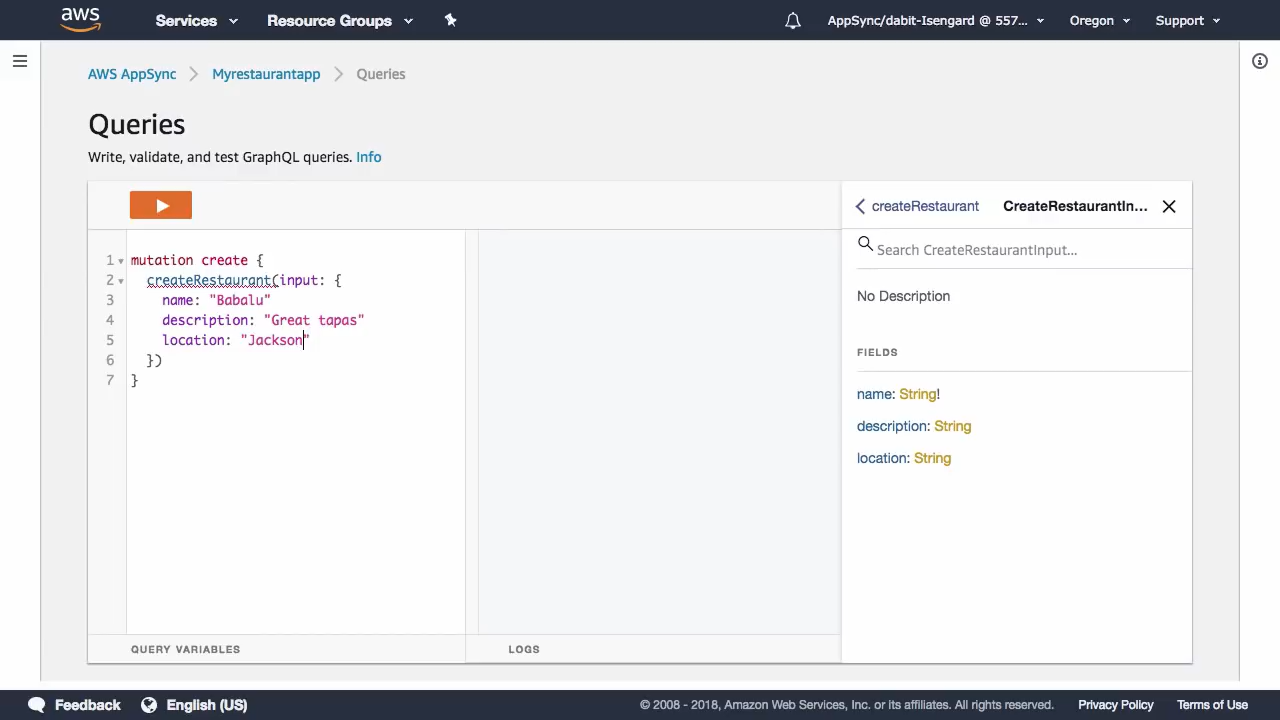 aws Services Resource Groups AppSync/dabit-Isengard @ 557... Oregon Support
AWS AppSync Myrestaurantapp Queries
Queries
Write, validate, and test GraphQL queries. Info
createRestaurant CreateRestaurantIn...
Search CreateRestaurantInput...
No Description
FIELDS
name: String!
description: String
location: String
1 mutation create {
2 createRestaurant(input: {
3 name: "Babalu"
4 description: "Great tapas"
5 location: "Jackson"
6 })
7 }
QUERY VARIABLES LOGS
Feedback English (US) © 2008 - 2018, Amazon Web Services, Inc. or its affiliates. All rights reserved. Privacy Policy Terms of Use